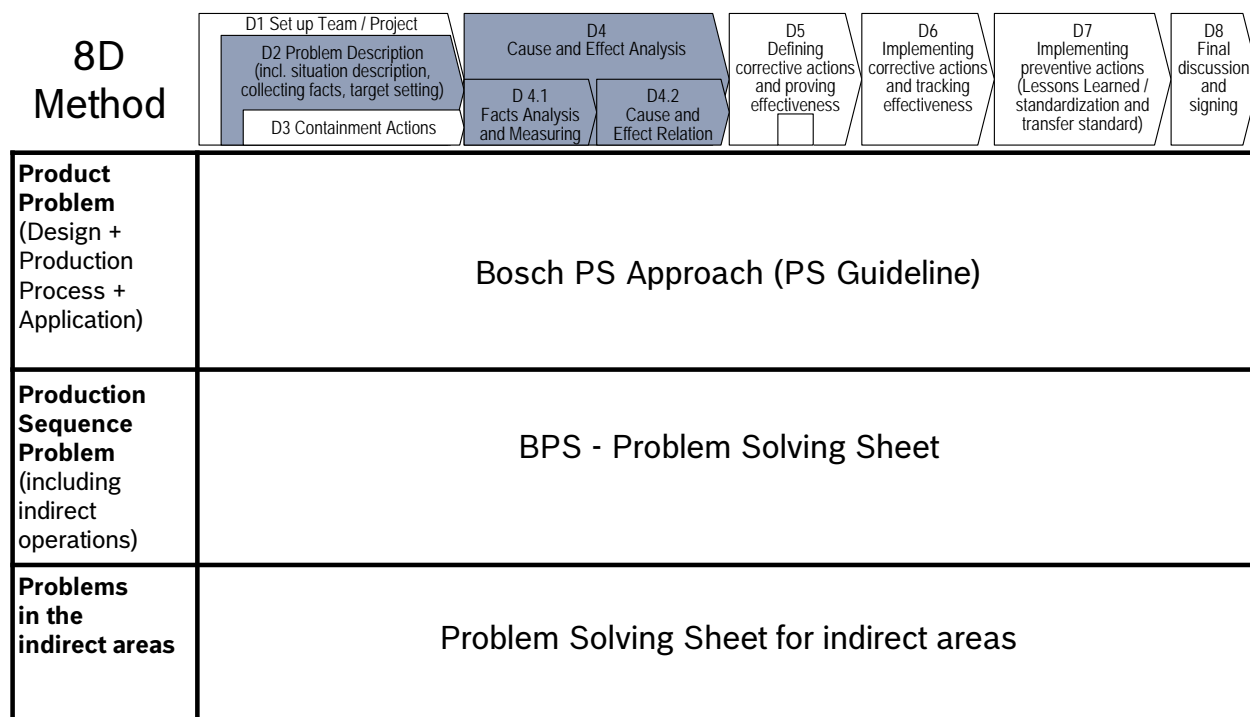 8D
Method
D1 Set up Team / Project
D2 Problem Description
(incl. situation description,
collecting facts, target setting)
D3 Containment Actions
D4
Cause and Effect Analysis
D 4.1
Facts Analysis
and Measuring
D4.2
Cause and
Effect Relation
D5
Defining
corrective actions
and proving
effectiveness
D6
Implementing
corrective actions
and tracking
effectiveness
D7
Implementing
preventive actions
(Lessons Learned /
standardization and
transfer standard)
D8
Final
discussion
and
signing
Product
Problem
(Design +
Production
Process +
Application)
Bosch PS Approach (PS Guideline)
Production
Sequence
Problem
(including
indirect
operations)
BPS - Problem Solving Sheet
Problems
in the
indirect areas
Problem Solving Sheet for indirect areas